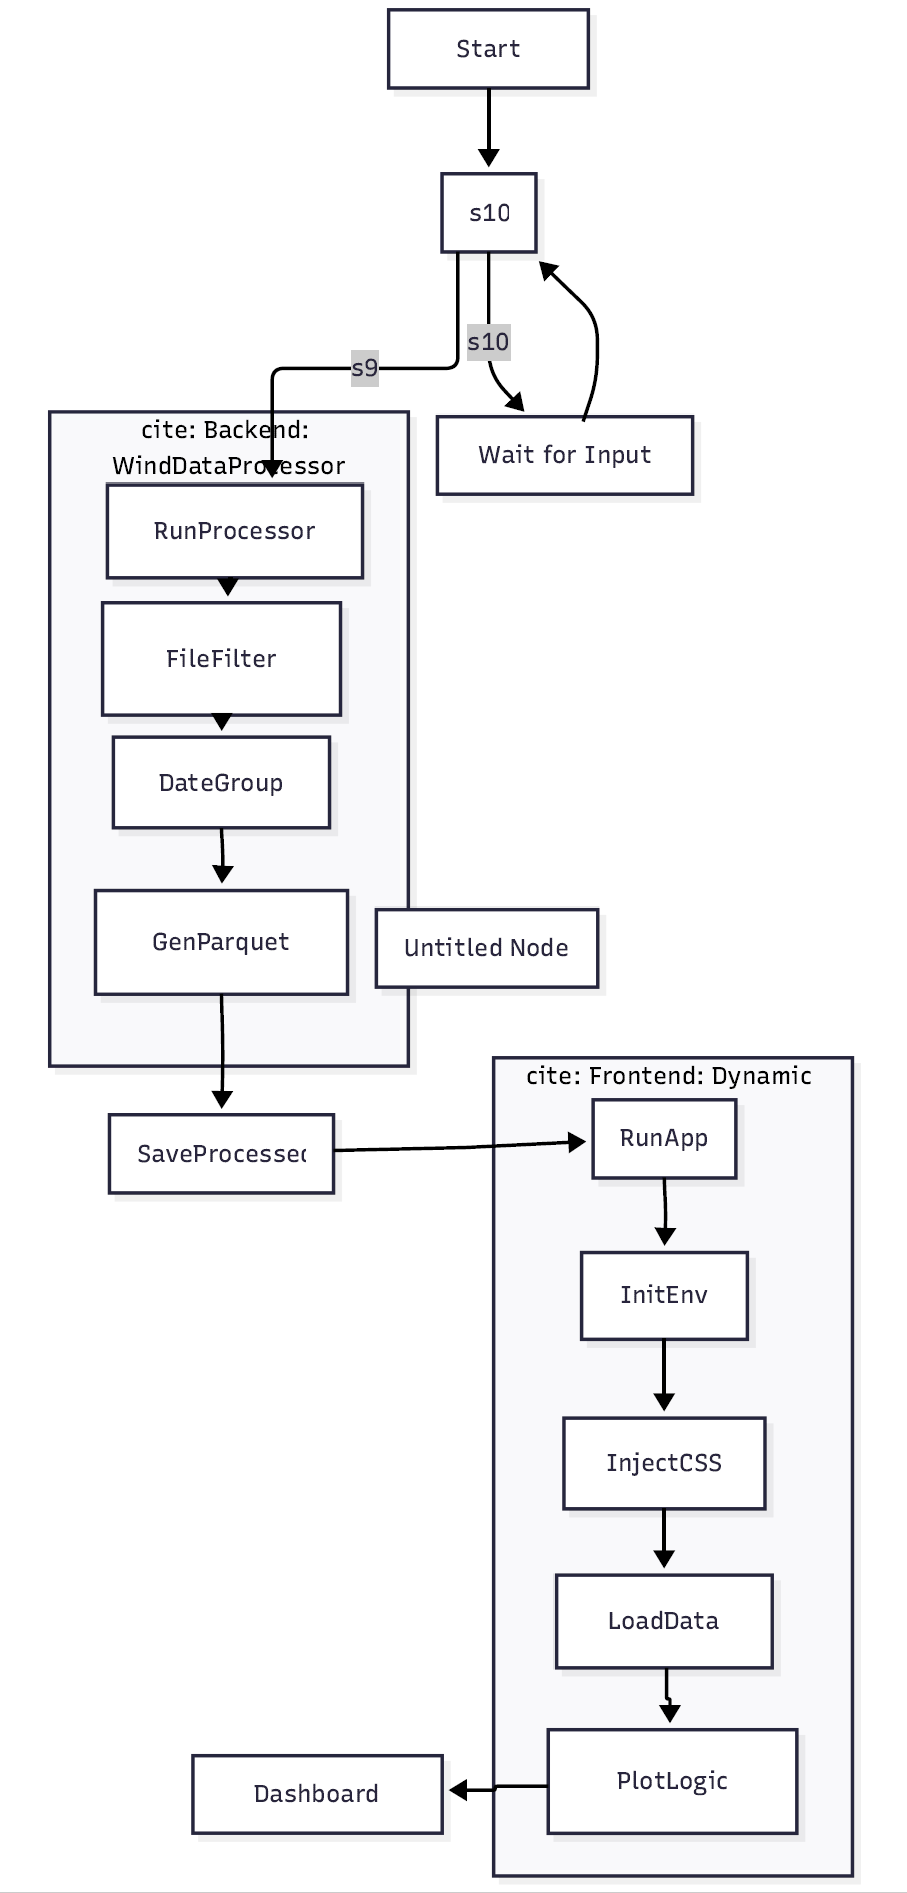 Start
s10
s10
s9
cite: Backend:
WindDataProcessor
Wait for Input
RunProcessor
FileFilter
DateGroup
GenParquet
Untitled Node
cite: Frontend: Dynamic
RunApp
SaveProcessed
InitEnv
InjectCSS
LoadData
PlotLogic
Dashboard